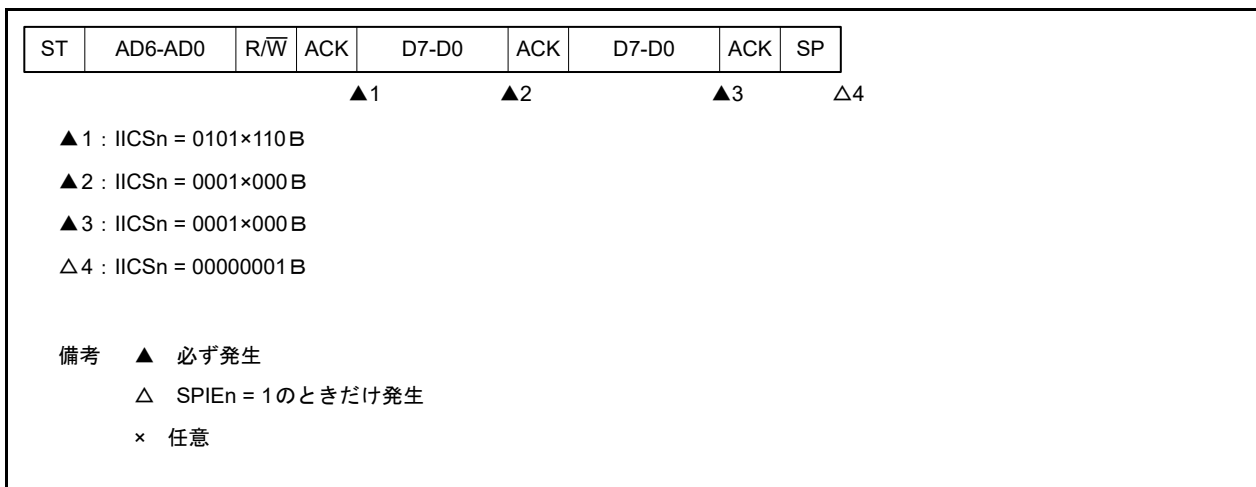 ST AD6-AD0 R/W̅ ACK D7-D0 ACK D7-D0 ACK SP
▲1 ▲2 ▲3 △4
▲1：IICSn = 0101×110B
▲2：IICSn = 0001×000B
▲3：IICSn = 0001×000B
△4：IICSn = 00000001B
備考 ▲ 必ず発生
△ SPIEn = 1のときだけ発生
× 任意